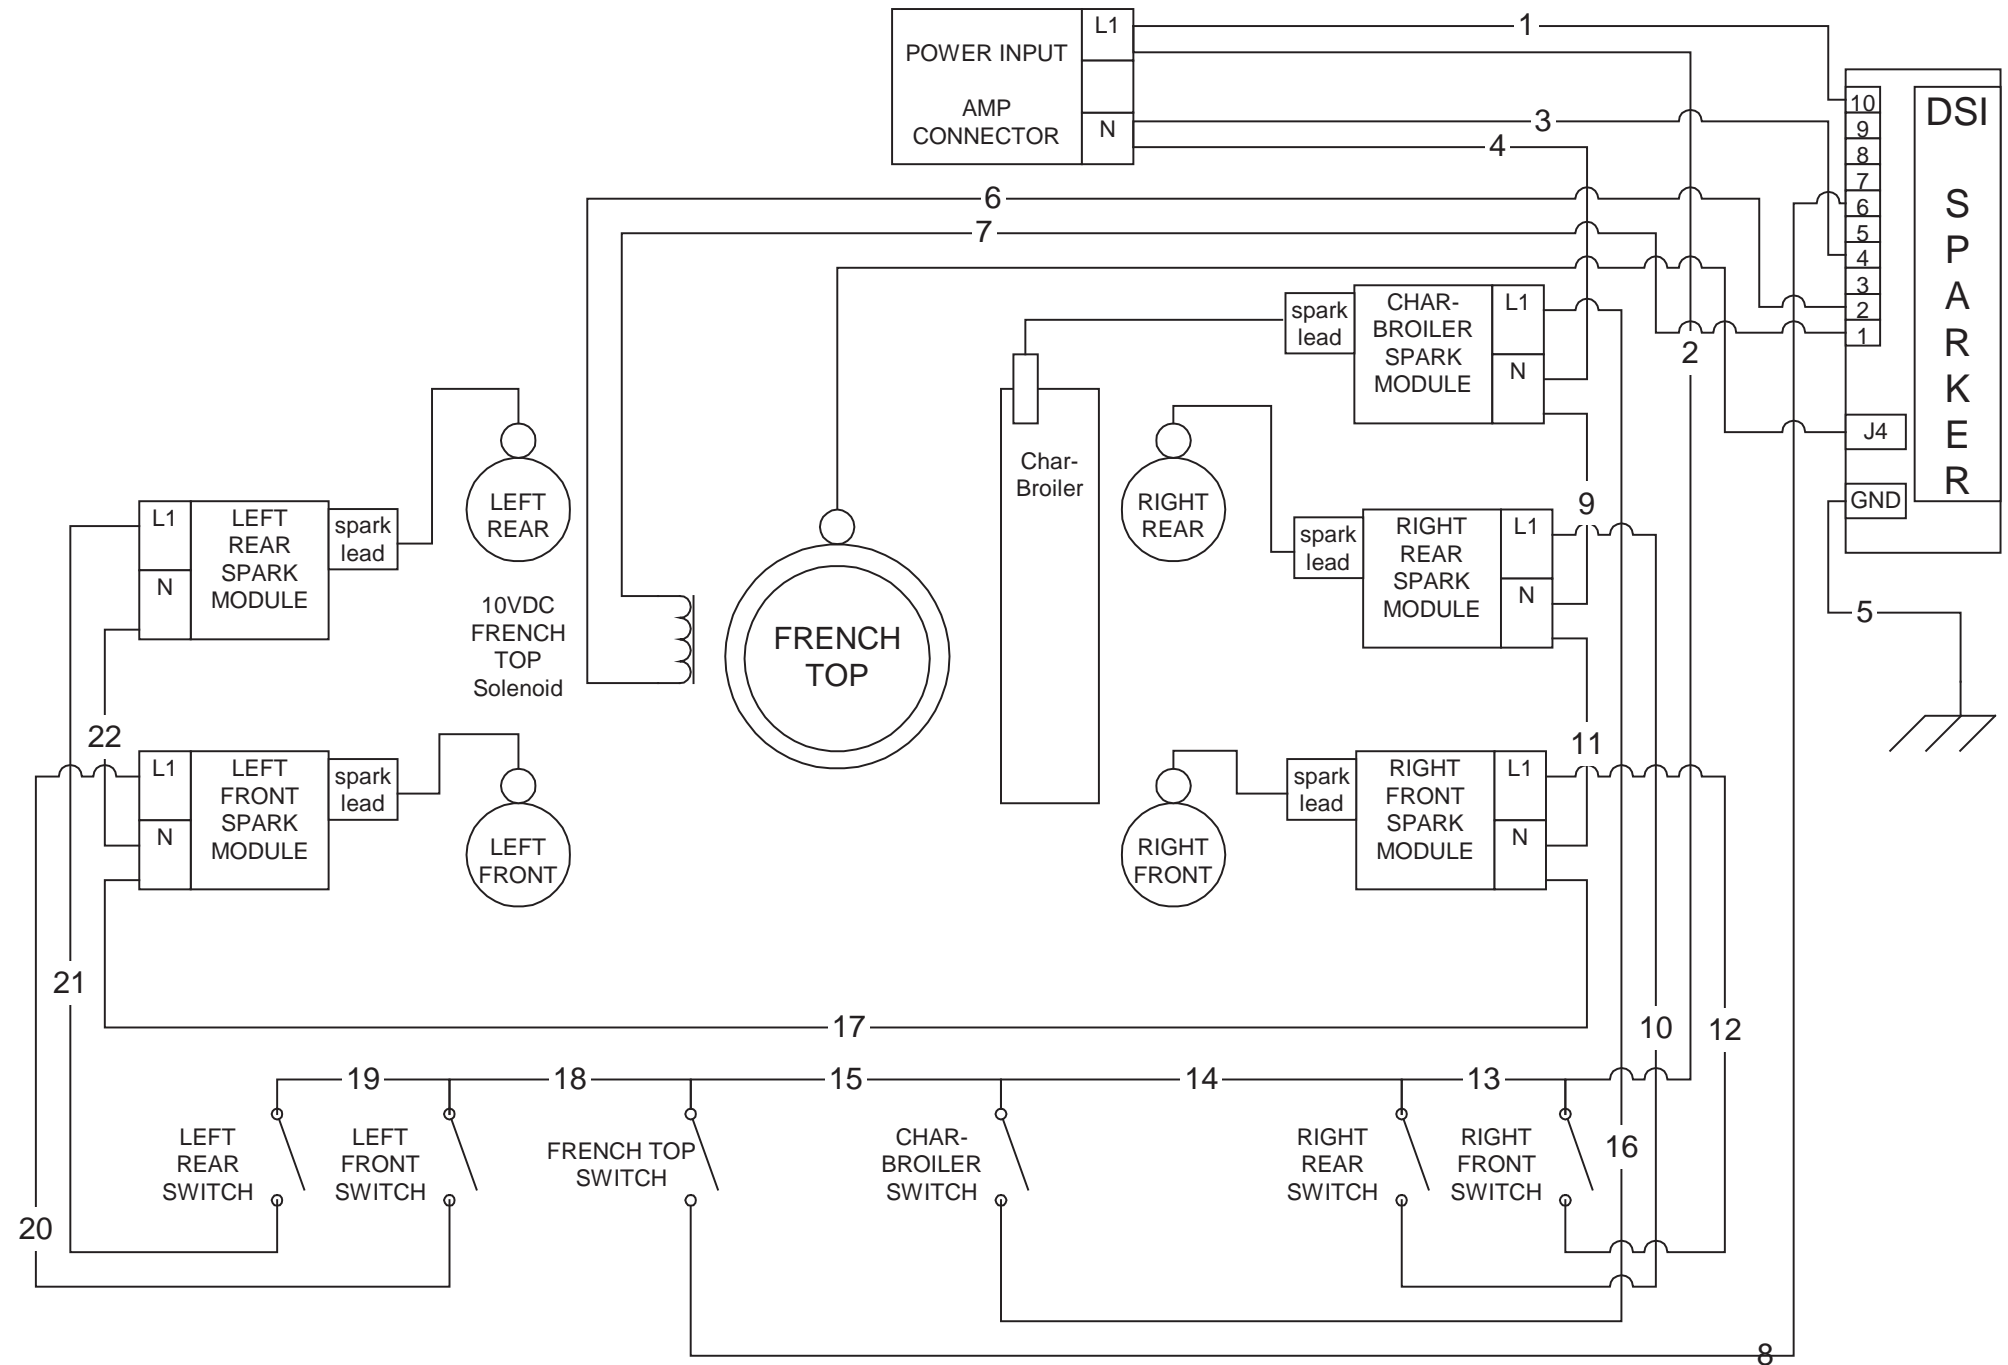 L1
1
POWER INPUT
AMP
CONNECTOR
N
3
4
10
9
8
7
6
5
4
3
2
1
DSI
S
P
A
R
K
E
R
6
7
2
spark
lead
CHAR-
BROILER
SPARK
MODULE
L1
N
J4
GND
5
Char-
Broiler
LEFT
REAR
RIGHT
REAR
9
L1
N
LEFT
REAR
SPARK
MODULE
spark
lead
spark
lead
RIGHT
REAR
SPARK
MODULE
L1
N
10VDC
FRENCH
TOP
Solenoid
FRENCH
TOP
22
11
L1
N
LEFT
FRONT
SPARK
MODULE
spark
lead
LEFT
FRONT
RIGHT
FRONT
spark
lead
RIGHT
FRONT
SPARK
MODULE
L1
N
21
17
10
12
19
18
15
14
13
LEFT
REAR
SWITCH
LEFT
FRONT
SWITCH
FRENCH TOP
SWITCH
CHAR-
BROILER
SWITCH
RIGHT
REAR
SWITCH
RIGHT
FRONT
SWITCH
16
20
8